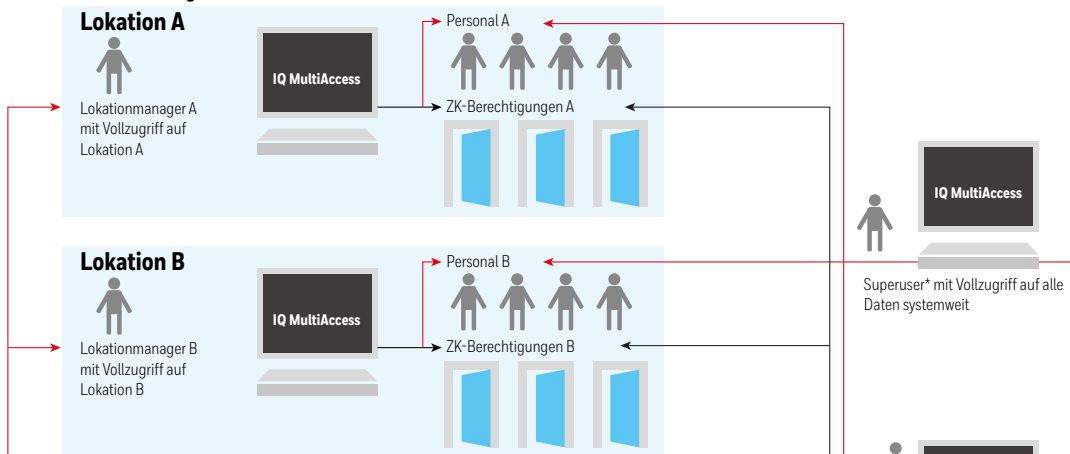 Lokation A
Personal A
IQ MultiAccess
Lokationmanager A
mit Vollzugriff auf
Lokation A
ZK-Berechtigungen A
IQ MultiAccess
Superuser* mit Vollzugriff auf alle
Daten systemweit
Lokation B
Personal B
IQ MultiAccess
Lokationmanager B
mit Vollzugriff auf
Lokation B
ZK-Berechtigungen B